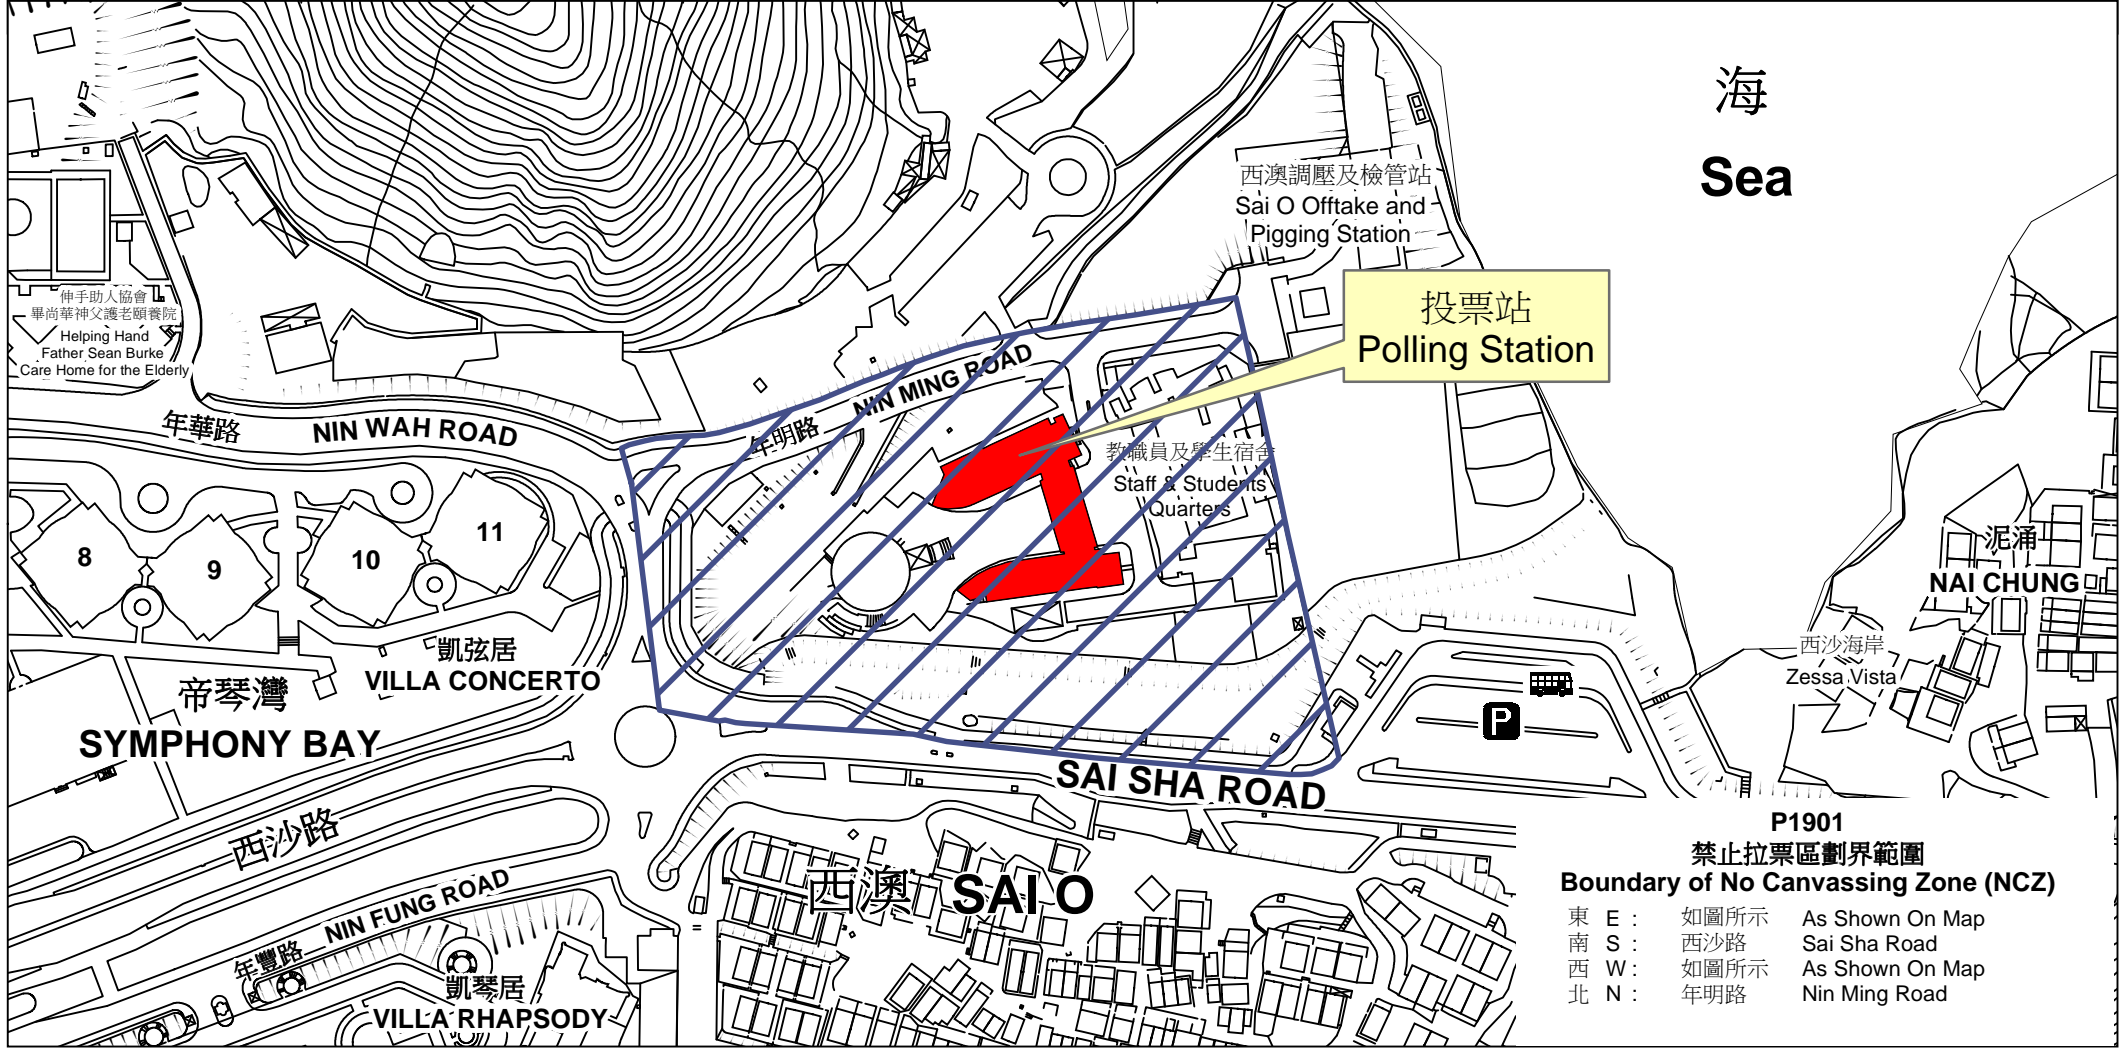 海
Sea
西澳調壓及檢管站
Sai O Offtake and
Pigging Station
投票站
Polling Station
伸手助人協會
畢尚華神父護老頤養院
Helping Hand
Father Sean Burke
Care Home for the Elderly
年華路
NIN WAH ROAD
年明路
NIN MING ROAD
教職員及學生宿舍
Staff & Students
Quarters
8
9
10
11
凱弦居
VILLA CONCERTO
帝琴灣
SYMPHONY BAY
泥涌
NAI CHUNG
西沙海岸
Zessa Vista
P
SAI SHA ROAD
西沙路
西澳 SAI O
NIN FUNG ROAD
年豐路
凱琴居
VILLA RHAPSODY
P1901
禁止拉票區劃界範圍
Boundary of No Canvassing Zone (NCZ)
東 E : 如圖所示 As Shown On Map
南 S : 西沙路 Sai Sha Road
西 W : 如圖所示 As Shown On Map
北 N : 年明路 Nin Ming Road